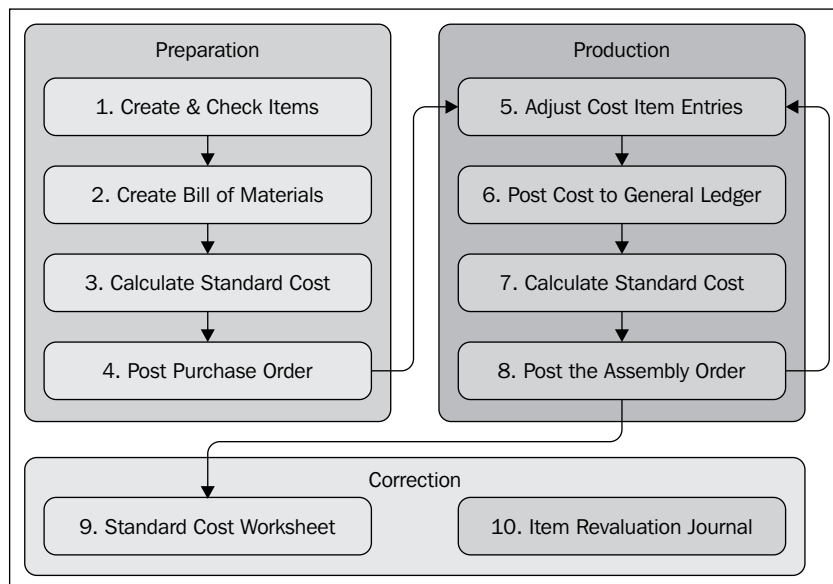 Preparation
1. Create & Check Items
2. Create Bill of Materials
3. Calculate Standard Cost
4. Post Purchase Order
Production
5. Adjust Cost Item Entries
6. Post Cost to General Ledger
7. Calculate Standard Cost
8. Post the Assembly Order
Correction
9. Standard Cost Worksheet
10. Item Revaluation Journal